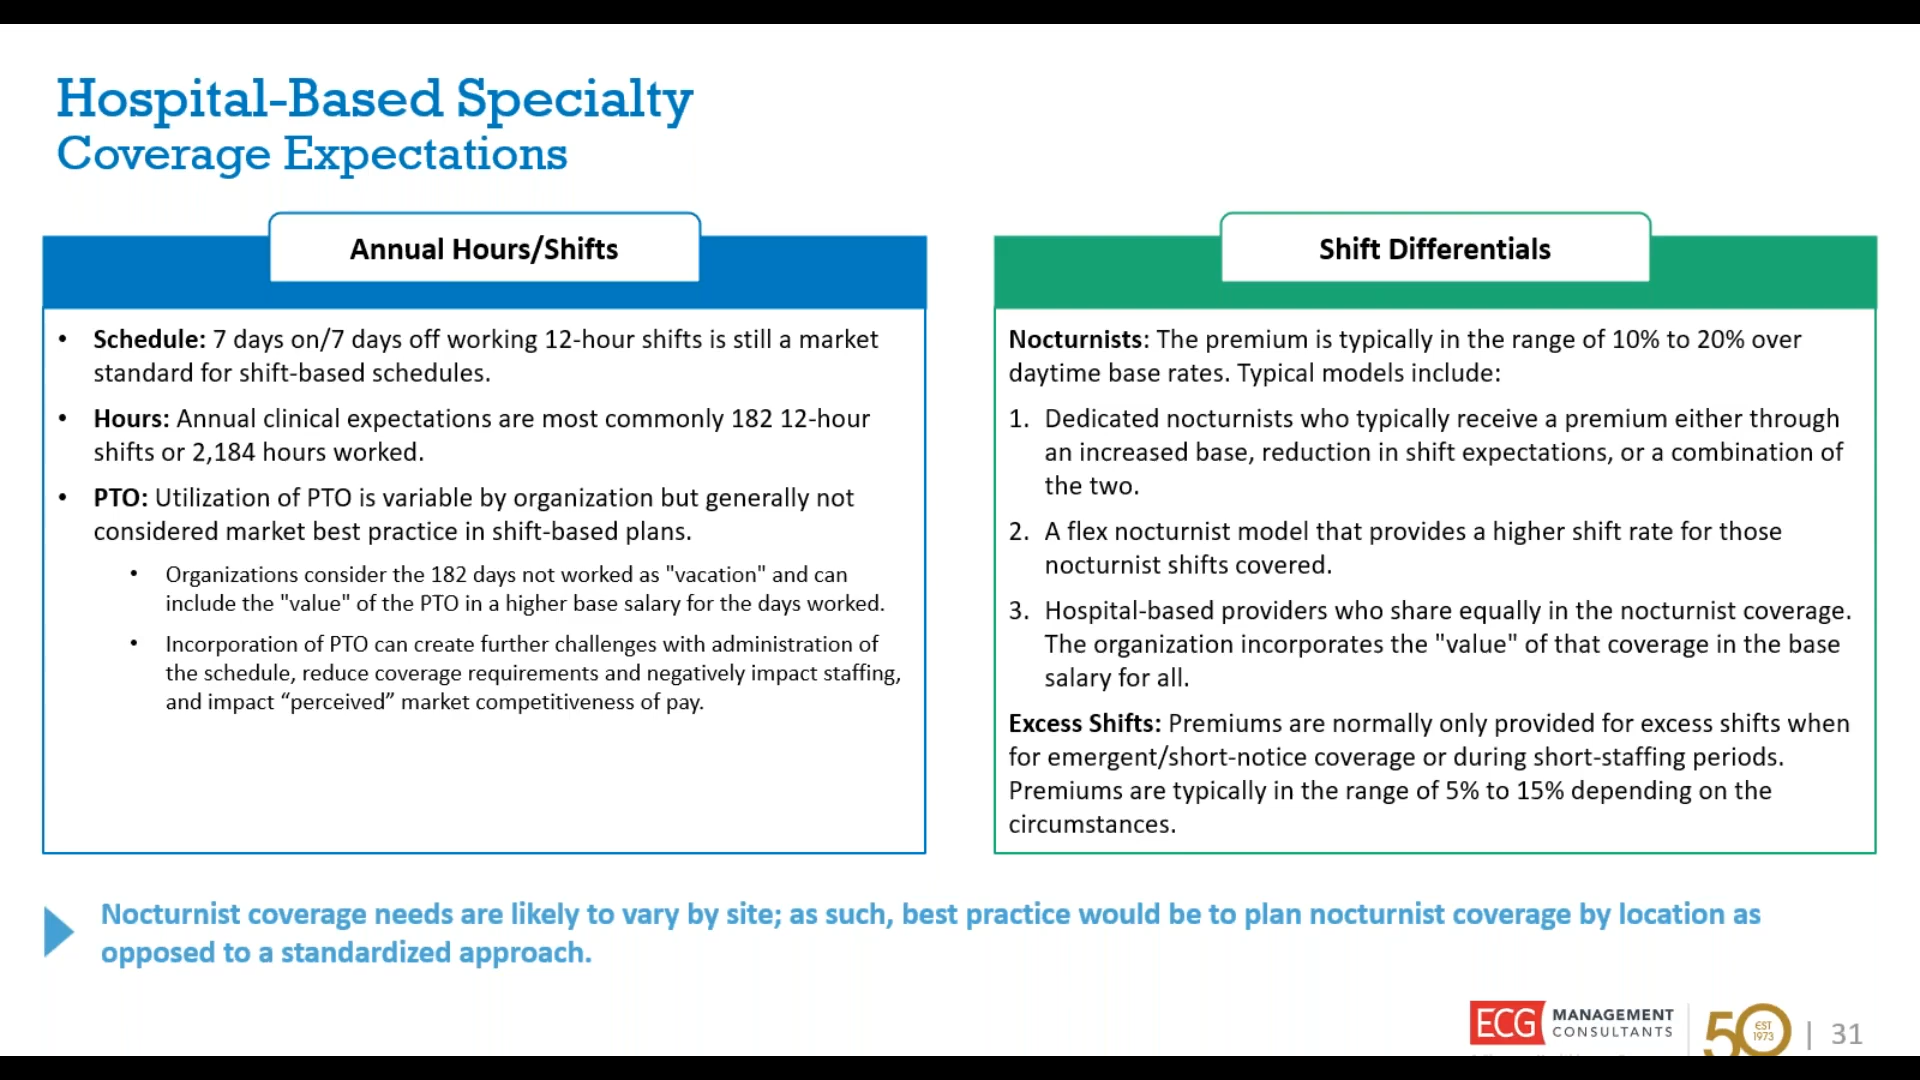 Hospital-Based Specialty
Coverage Expectations
Annual Hours/Shifts
• Schedule: 7 days on/7 days off working 12-hour shifts is still a market
standard for shift-based schedules.
• Hours: Annual clinical expectations are most commonly 182 12-hour
shifts or 2,184 hours worked.
• PTO: Utilization of PTO is variable by organization but generally not
considered market best practice in shift-based plans.
• Organizations consider the 182 days not worked as "vacation" and can
include the "value" of the PTO in a higher base salary for the days worked.
• Incorporation of PTO can create further challenges with administration of
the schedule, reduce coverage requirements and negatively impact staffing,
and impact “perceived” market competitiveness of pay.
Shift Differentials
Nocturnists: The premium is typically in the range of 10% to 20% over
daytime base rates. Typical models include:
1. Dedicated nocturnists who typically receive a premium either through
an increased base, reduction in shift expectations, or a combination of
the two.
2. A flex nocturnist model that provides a higher shift rate for those
nocturnist shifts covered.
3. Hospital-based providers who share equally in the nocturnist coverage.
The organization incorporates the "value" of that coverage in the base
salary for all.
Excess Shifts: Premiums are normally only provided for excess shifts when
for emergent/short-notice coverage or during short-staffing periods.
Premiums are typically in the range of 5% to 15% depending on the
circumstances.
Nocturnist coverage needs are likely to vary by site; as such, best practice would be to plan nocturnist coverage by location as
opposed to a standardized approach.
ECG MANAGEMENT
CONSULTANTS
50
EST
1973
| 31